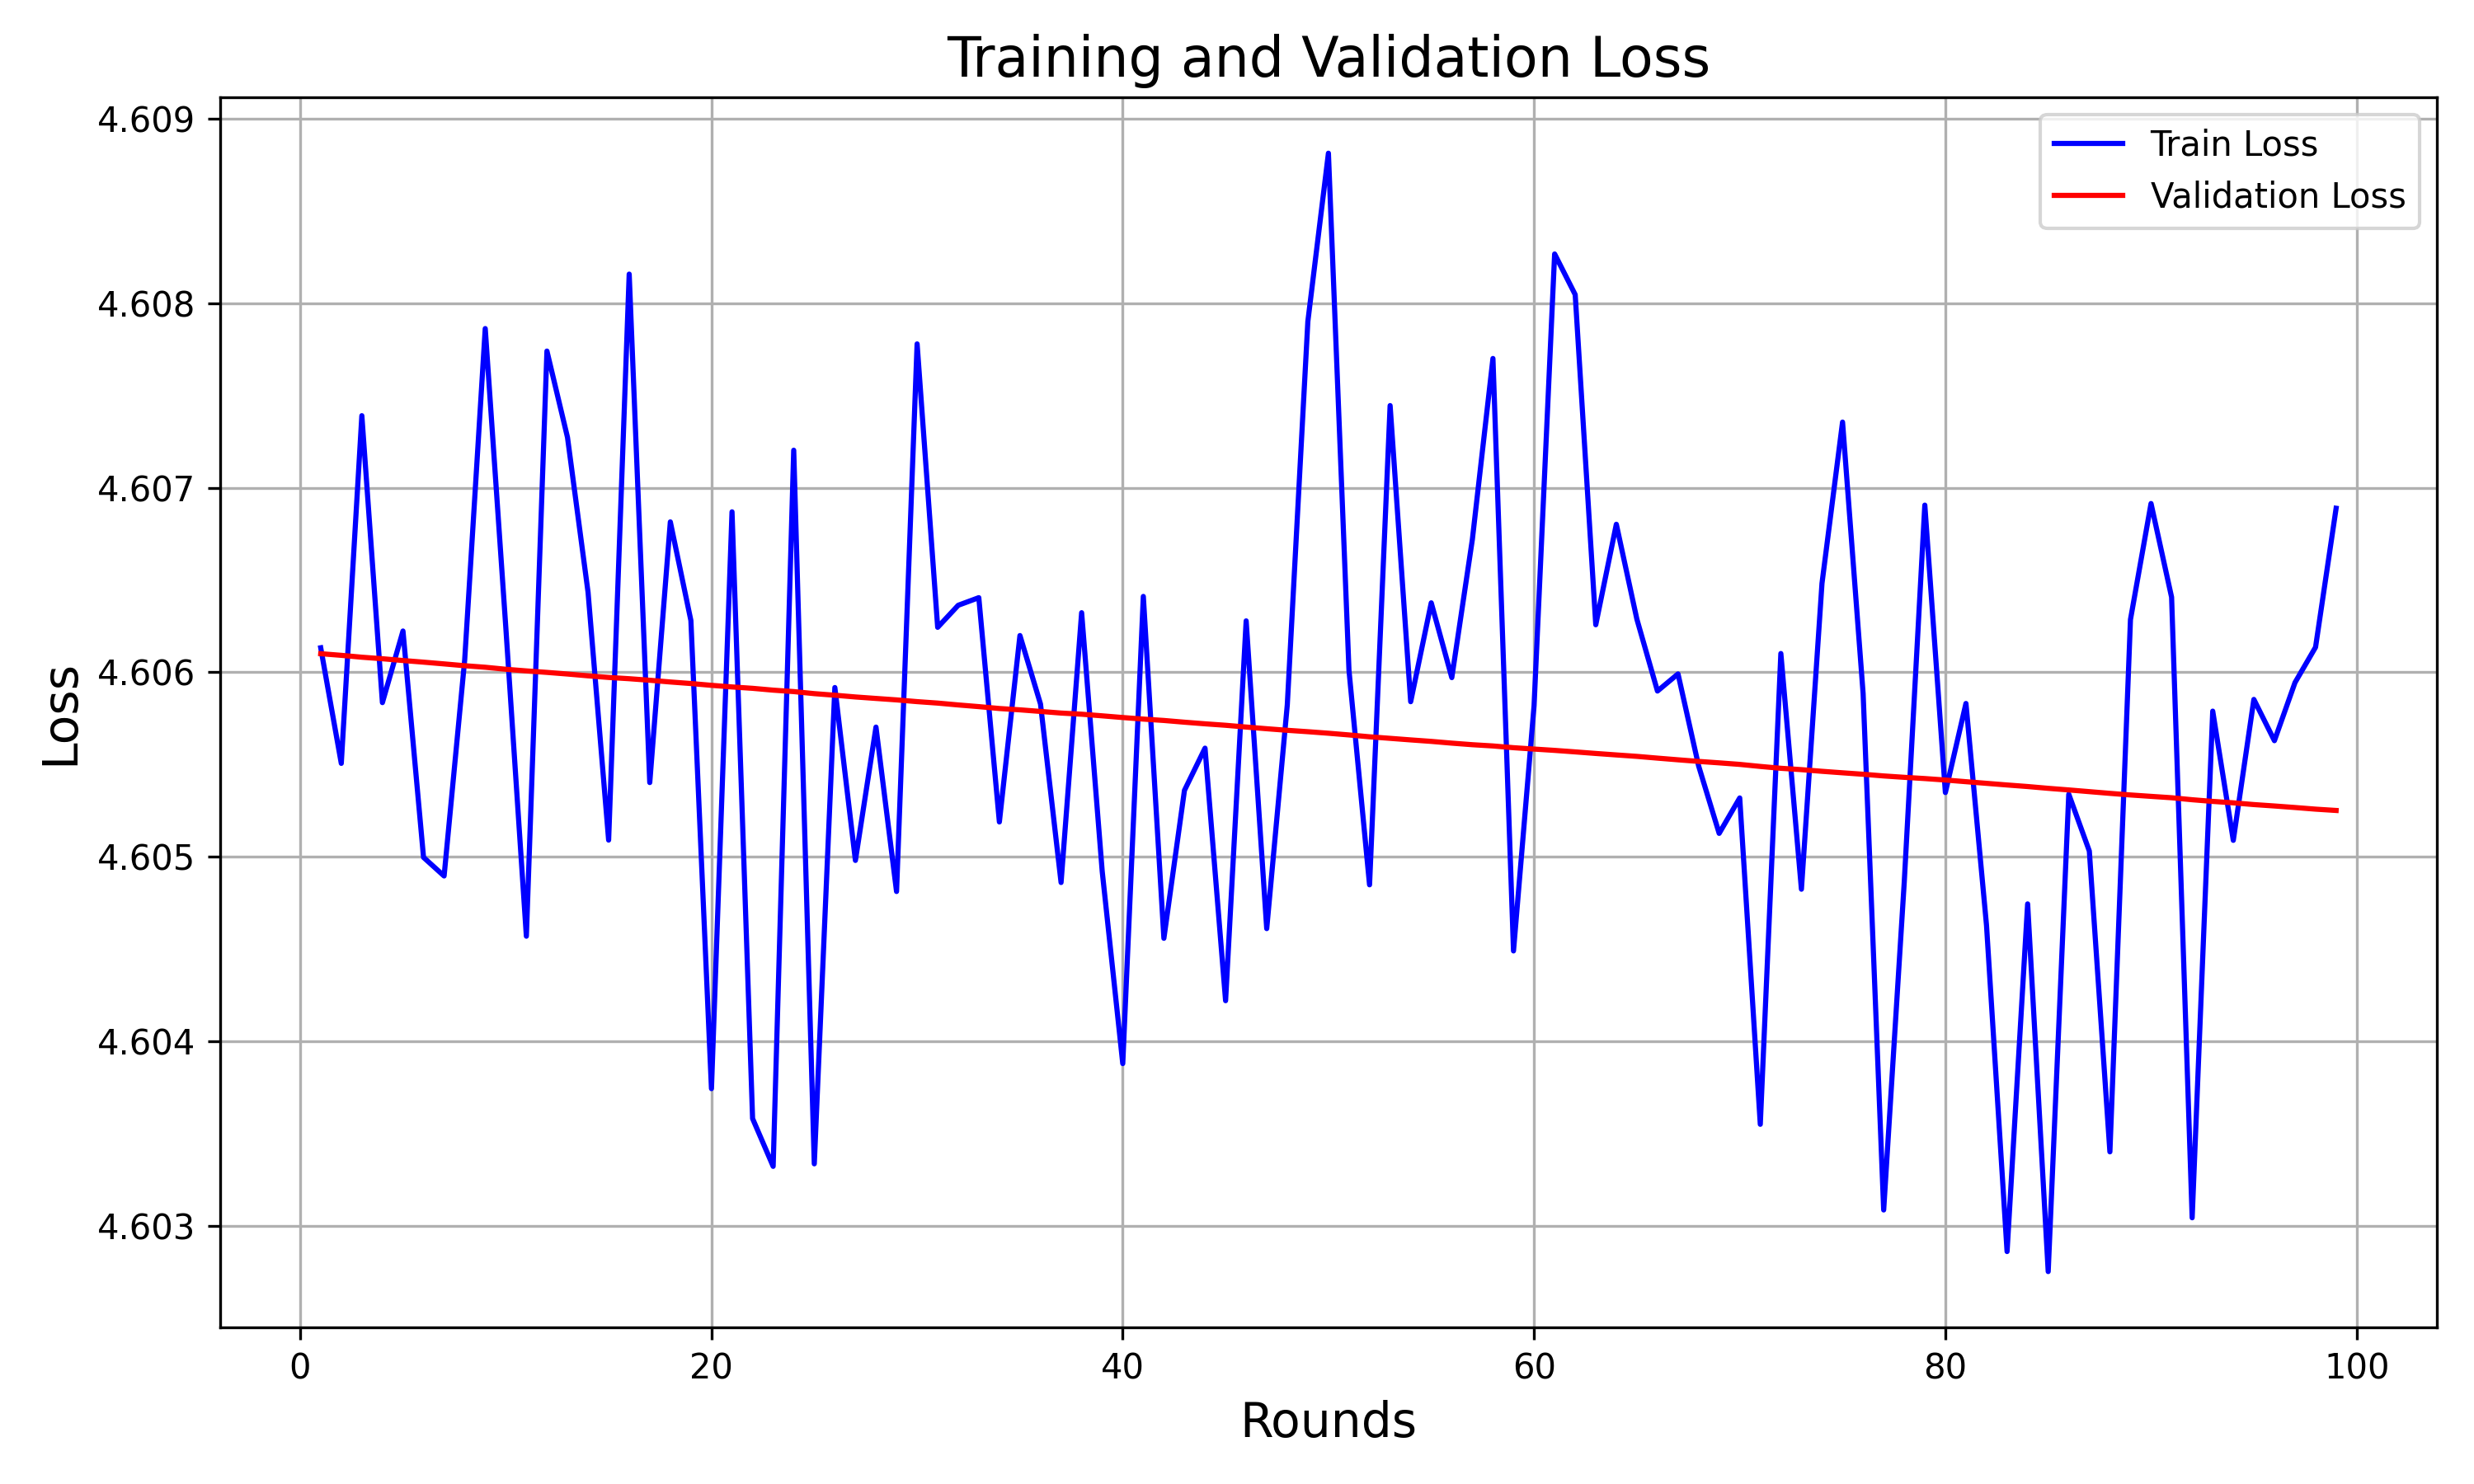 Training and Validation Loss
4.609
4.608
4.607
4.606
4.605
4.604
4.603
Loss
Train Loss
Validation Loss
0 20 40 60 80 100
Rounds